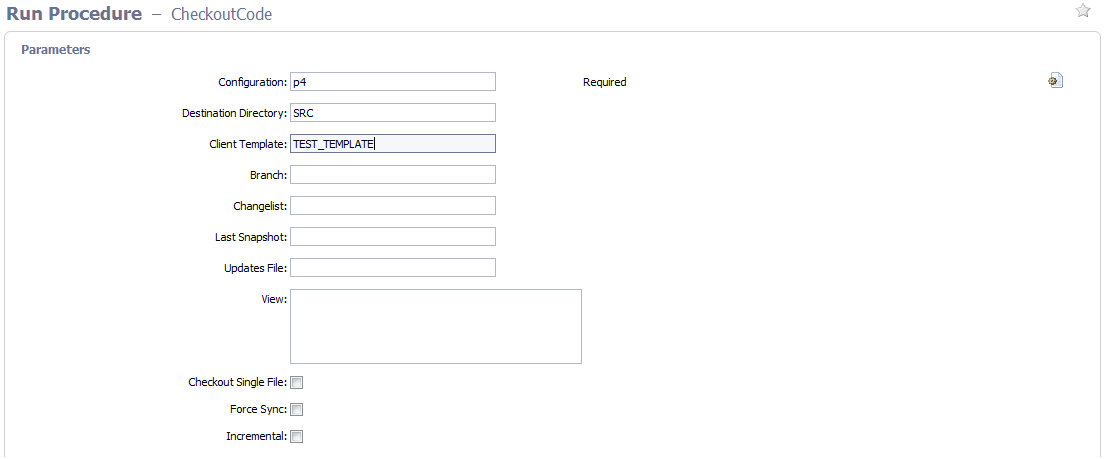 Run Procedure – CheckoutCode
Parameters
Configuration: p4 Required
Destination Directory: SRC
Client Template: TEST_TEMPLATE
Branch:
Changelist:
Last Snapshot:
Updates File:
View:
Checkout Single File:
Force Sync:
Incremental: